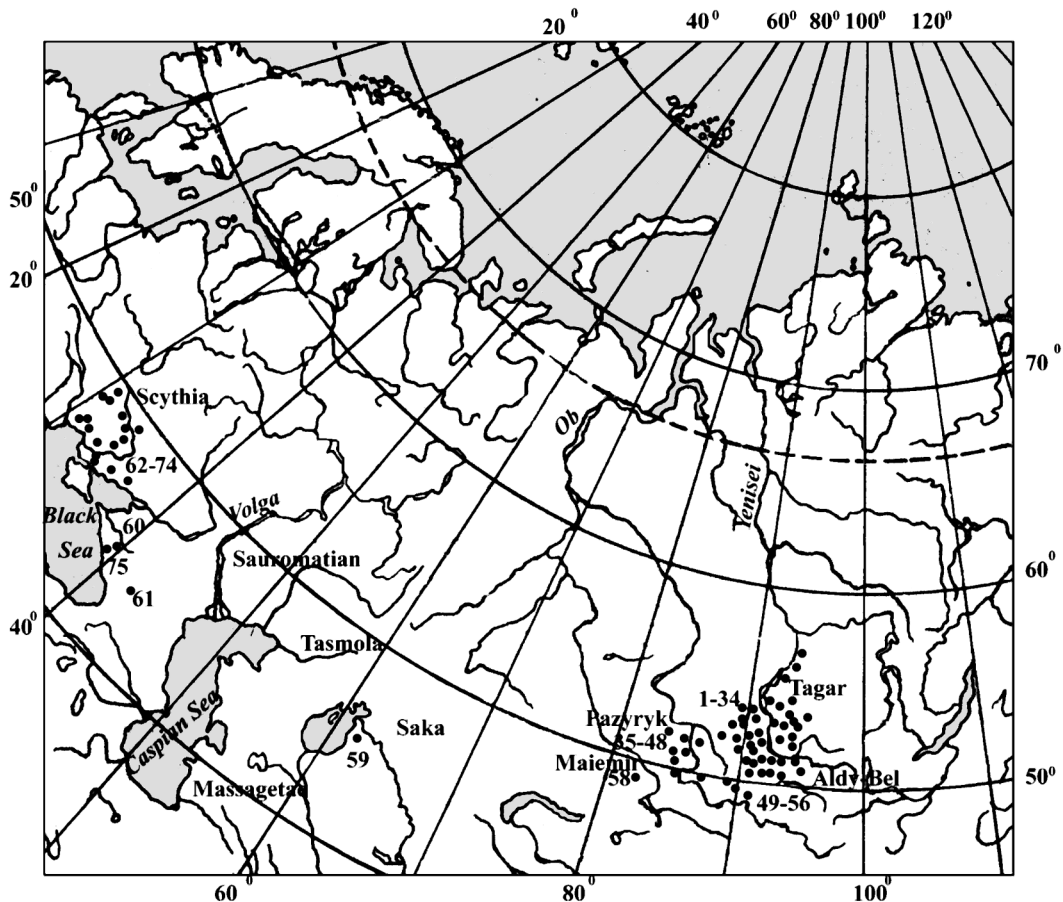 20⁰ 40⁰ 60⁰ 80⁰ 100⁰ 120⁰
50⁰
20⁰
70⁰
Scythia
Ob
62-74
Yenisei
Volga
Black
Sea
60
Sauromatian
75
60⁰
61
40⁰
Tasmola
Tagar
1-34
Caspian Sea
Saka
Pazyryk
35-48
59
Maiemir
58
Aldy-Bel
50⁰
Massagetae
49-56
60⁰ 80⁰ 100⁰